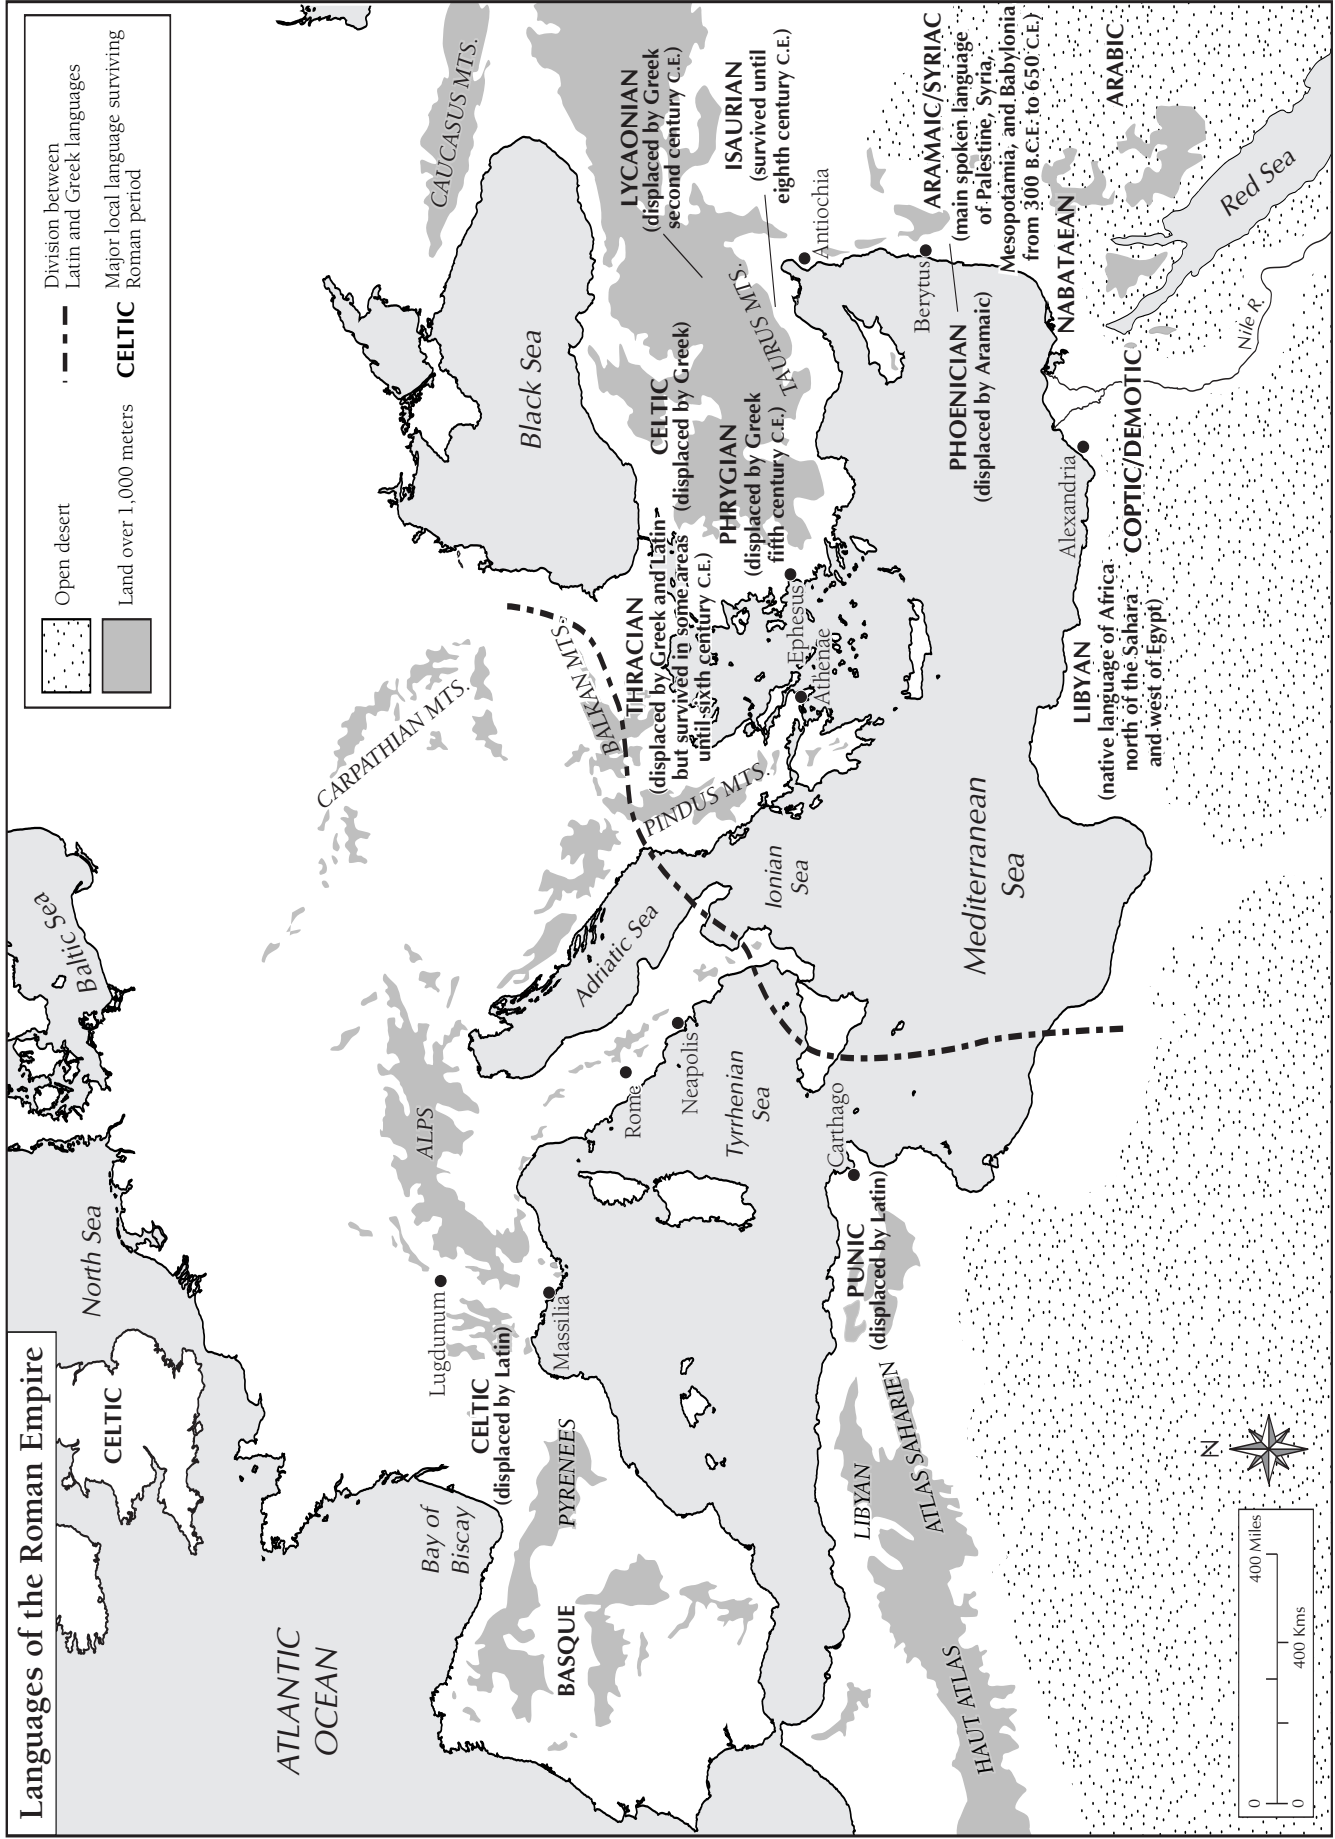 Languages of the Roman Empire
Open desert
Land over 1,000 meters
Division between
Latin and Greek languages
CELTIC
Major local language surviving
Roman period
CELTIC
North Sea
Baltic Sea
ATLANTIC
OCEAN
Bay of
Biscay
Lugdunum
CELTIC
(displaced by Latin)
Massilia
PYRENEES
BASQUE
ALPS
CARPATHIAN MTS.
CAUCASUS MTS.
Black Sea
Adriatic Sea
BALKAN MTS.
PINDUS MTS.
Rome
Neapolis
Tyrrhenian
Sea
Ionian
Sea
THRACIAN
(displaced by Greek and Latin
but survived in some areas
until sixth century C.E.)
CELTIC
(displaced by Greek)
PHRYGIAN
(displaced by Greek
fifth century C.E.)
LYCAONIAN
(displaced by Greek
second century C.E.)
ISAURIAN
(survived until
eighth century C.E.)
TAURUS MTS.
Ephesus
Athenae
Antiochia
Berytus
ARAMAIC/SYRIAC
(main spoken language
of Palestine, Syria,
Mesopotamia, and Babylonia
from 300 B.C.E. to 650 C.E.)
PHOENICIAN
(displaced by Aramaic)
NABATAEAN
ARABIC
Red Sea
Nile R.
Alexandria
COPTIC/DEMOTIC
LIBYAN
(native language of Africa
north of the Sahara
and west of Egypt)
Mediterranean
Sea
Carthago
PUNIC
(displaced by Latin)
LIBYAN
ATLAS SAHARIEN
HAUT ATLAS
N
0
400 Miles
0
400 Kms